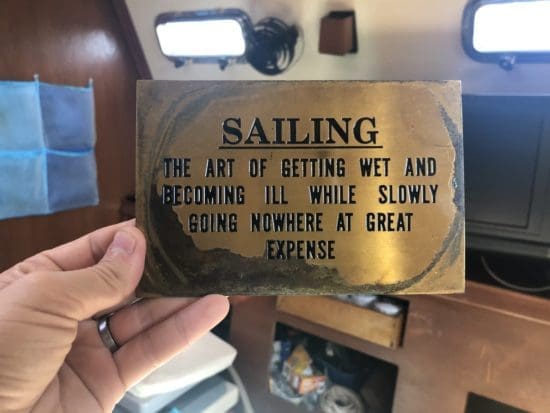 SAILING
THE ART OF GETTING WET AND
BECOMING ILL WHILE SLOWLY
GOING NOWHERE AT GREAT
EXPENSE